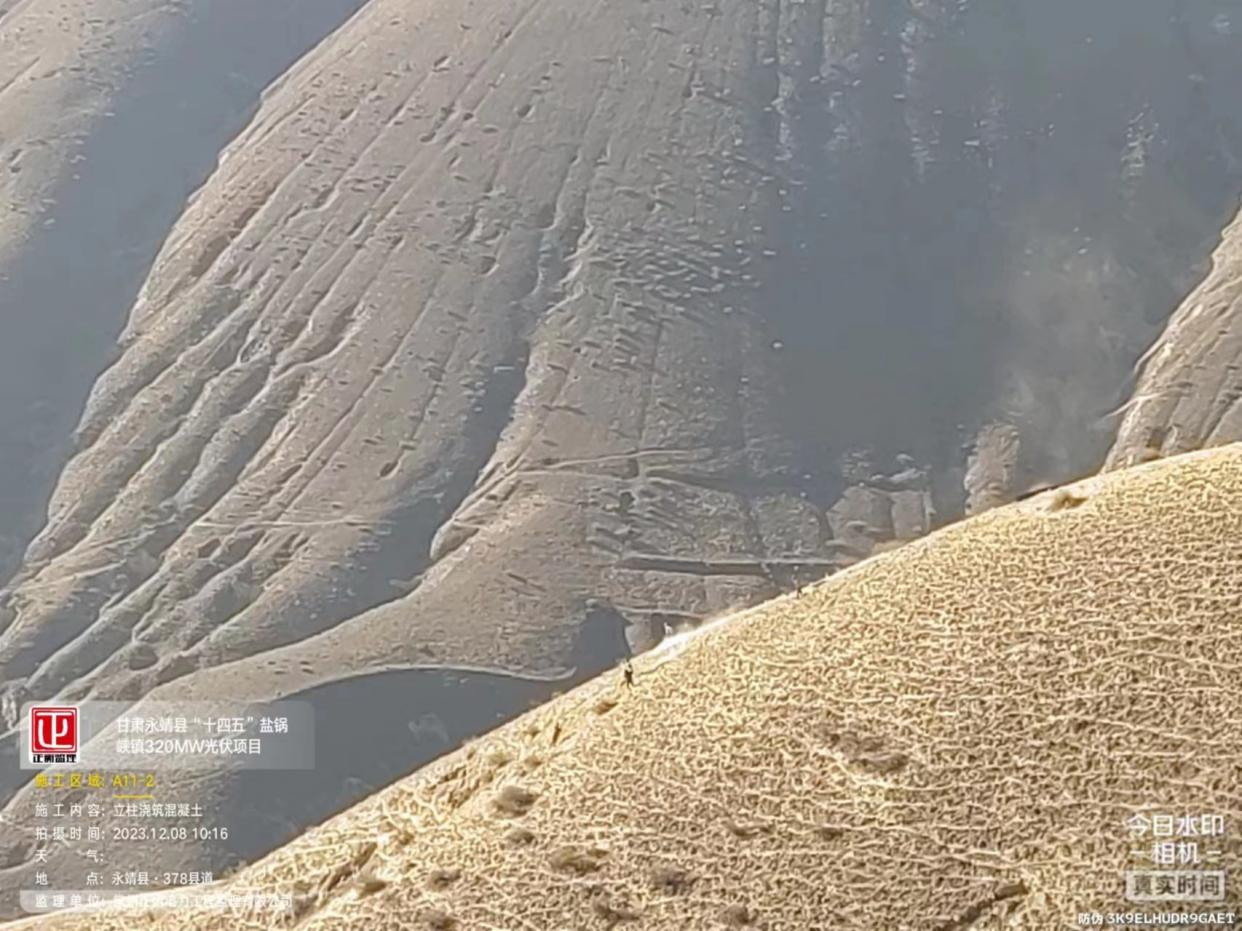 甘肃永靖县“十四五”盐锅
峡镇320MW光伏项目
正衡监理
施工区域: A11-2
施工内容: 立柱浇筑混凝土
拍摄时间: 2023.12.08 10:16
天气:
地点: 永靖县·378县道
监理单位:
今日水印
相机
真实时间
防伪 3K9ELHUDR9GAET